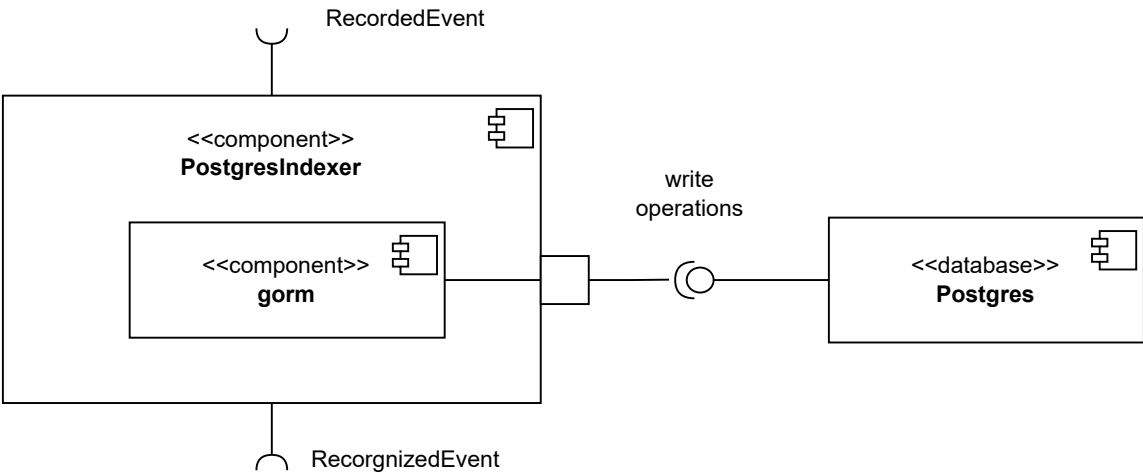 RecordedEvent
<<component>>
PostgresIndexer
write
operations
<<component>>
gorm
<<database>>
Postgres
RecorgnizedEvent